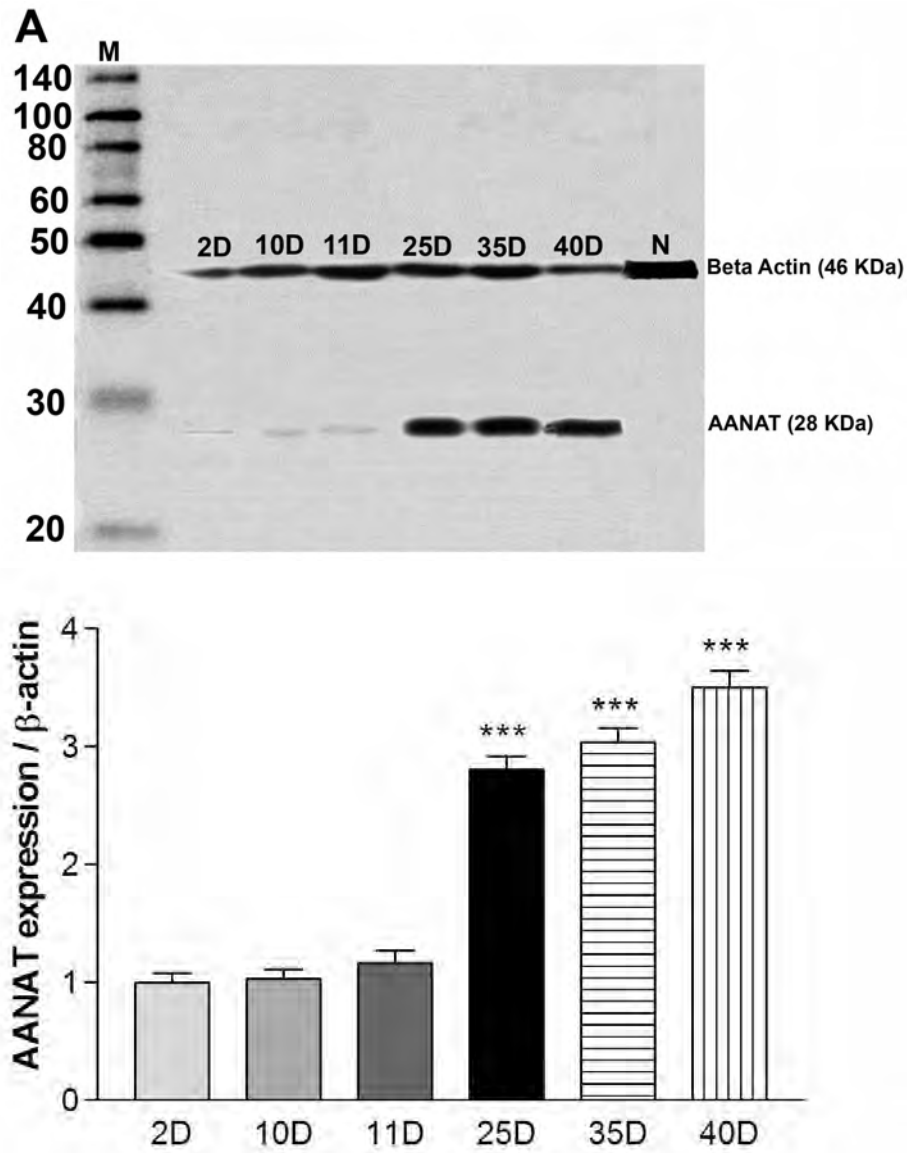 A
M
140
100
80
60
50
40
30
20
2D 10D 11D 25D 35D 40D N
Beta Actin (46 KDa)
AANAT (28 KDa)
AANAT expression / β-actin
4
3
2
1
0
***
***
***
2D 10D 11D 25D 35D 40D